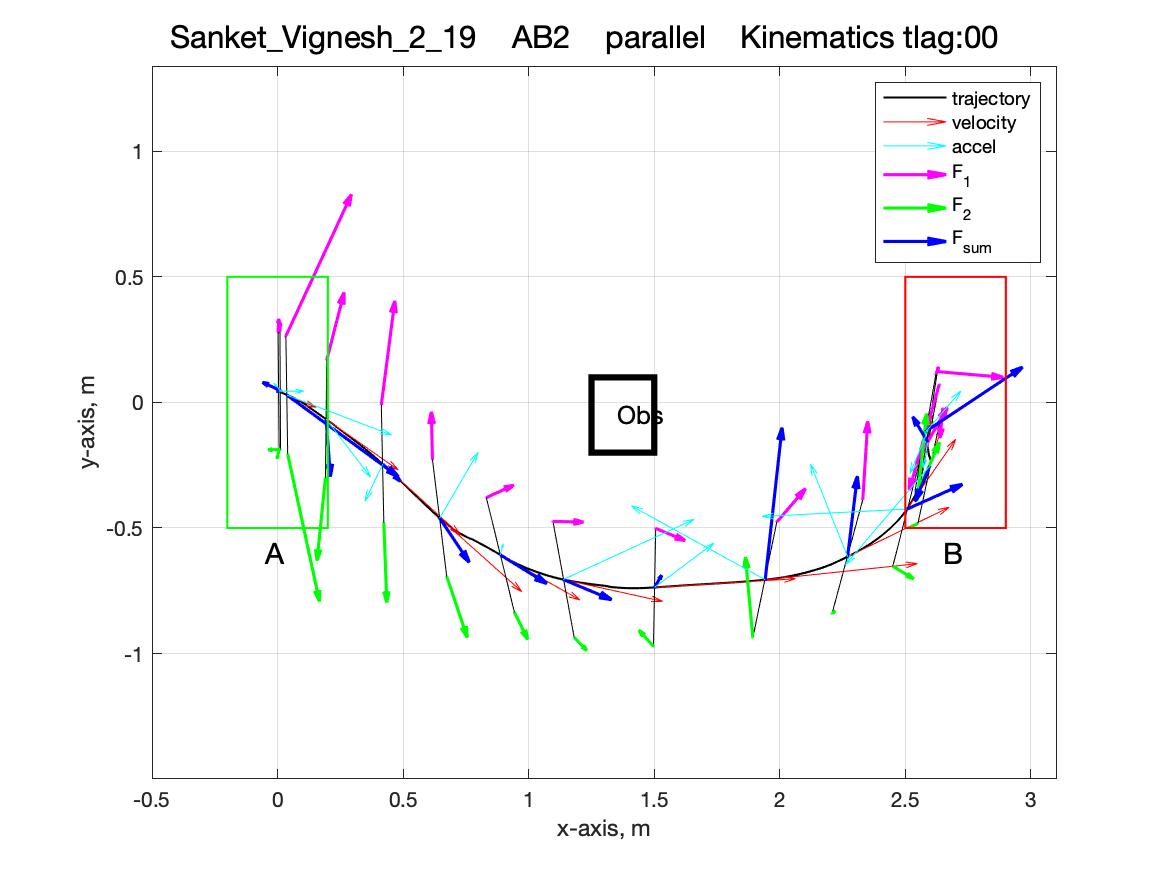 Sanket_Vignesh_2_19 AB2 parallel Kinematics tlag:00
trajectory
velocity
accel
F1
F2
Fsum
1
0.5
0
-0.5
-1
y-axis, m
Obs
A
B
-0.5 0 0.5 1 1.5 2 2.5 3
x-axis, m